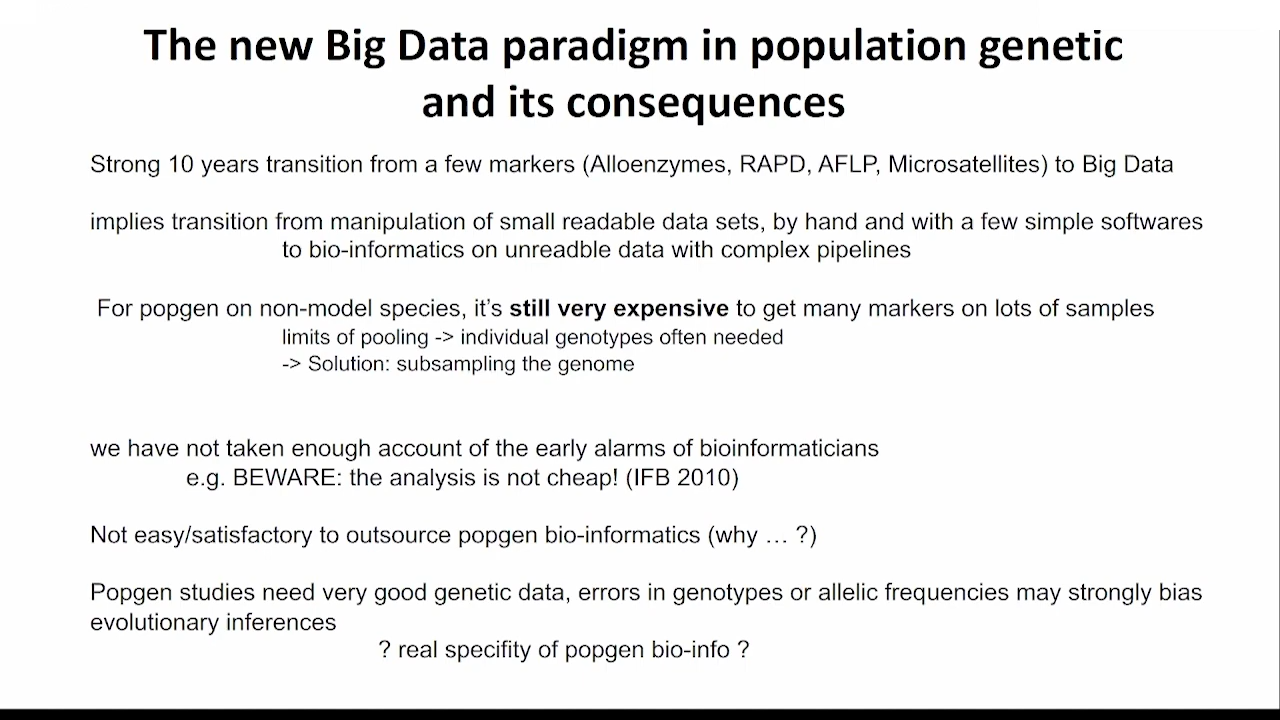 The new Big Data paradigm in population genetic
and its consequences
Strong 10 years transition from a few markers (Alloenzymes, RAPD, AFLP, Microsatellites) to Big Data
implies transition from manipulation of small readable data sets, by hand and with a few simple softwares
to bio-informatics on unreadble data with complex pipelines
For popgen on non-model species, it's still very expensive to get many markers on lots of samples
limits of pooling -> individual genotypes often needed
-> Solution: subsampling the genome
we have not taken enough account of the early alarms of bioinformaticians
e.g. BEWARE: the analysis is not cheap! (IFB 2010)
Not easy/satisfactory to outsource popgen bio-informatics (why … ?)
Popgen studies need very good genetic data, errors in genotypes or allelic frequencies may strongly bias
evolutionary inferences
? real specifity of popgen bio-info ?